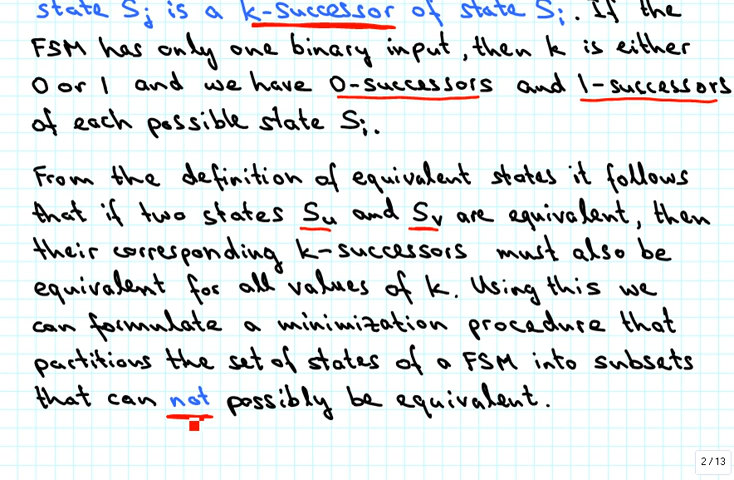 state Sj is a k-successor of state Si. If the
FSM has only one binary input, then k is either
0 or 1 and we have 0-successors and 1-successors
of each possible state Si.
From the definition of equivalent states it follows
that if two states Su and Sv are equivalent, then
their corresponding k-successors must also be
equivalent for all values of k. Using this we
can formulate a minimization procedure that
partitions the set of states of a FSM into subsets
that can not possibly be equivalent.
2 / 13